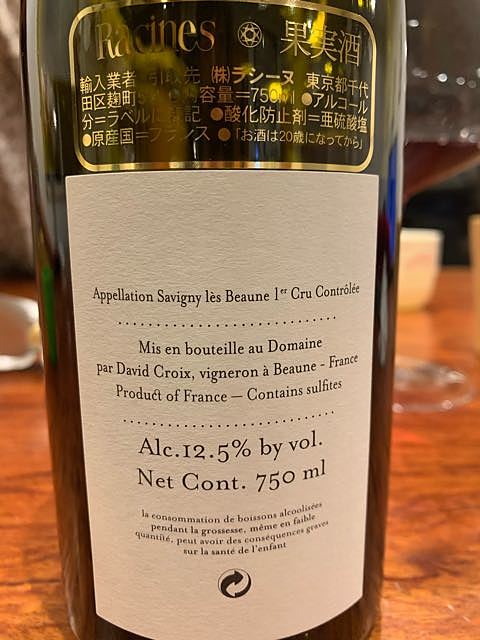 Racines 果実酒
輸入業者 引取先 (株)ラシーヌ 東京都千代
田区麹町 容量=750ml ●アルコール
分=ラベルに表記 ●酸化防止剤=亜硫酸塩
●原産国=フランス ●「お酒は20歳になってから」
Appellation Savigny lès Beaune 1er Cru Contrôlée
Mis en bouteille au Domaine
par David Croix, vigneron à Beaune - France
Product of France – Contains sulfites
Alc.12.5% by vol.
Net Cont. 750 ml
la consommation de boissons alcoolisées
pendant la grossesse, même en faible
quantité, peut avoir des conséquences graves
sur la santé de l'enfant